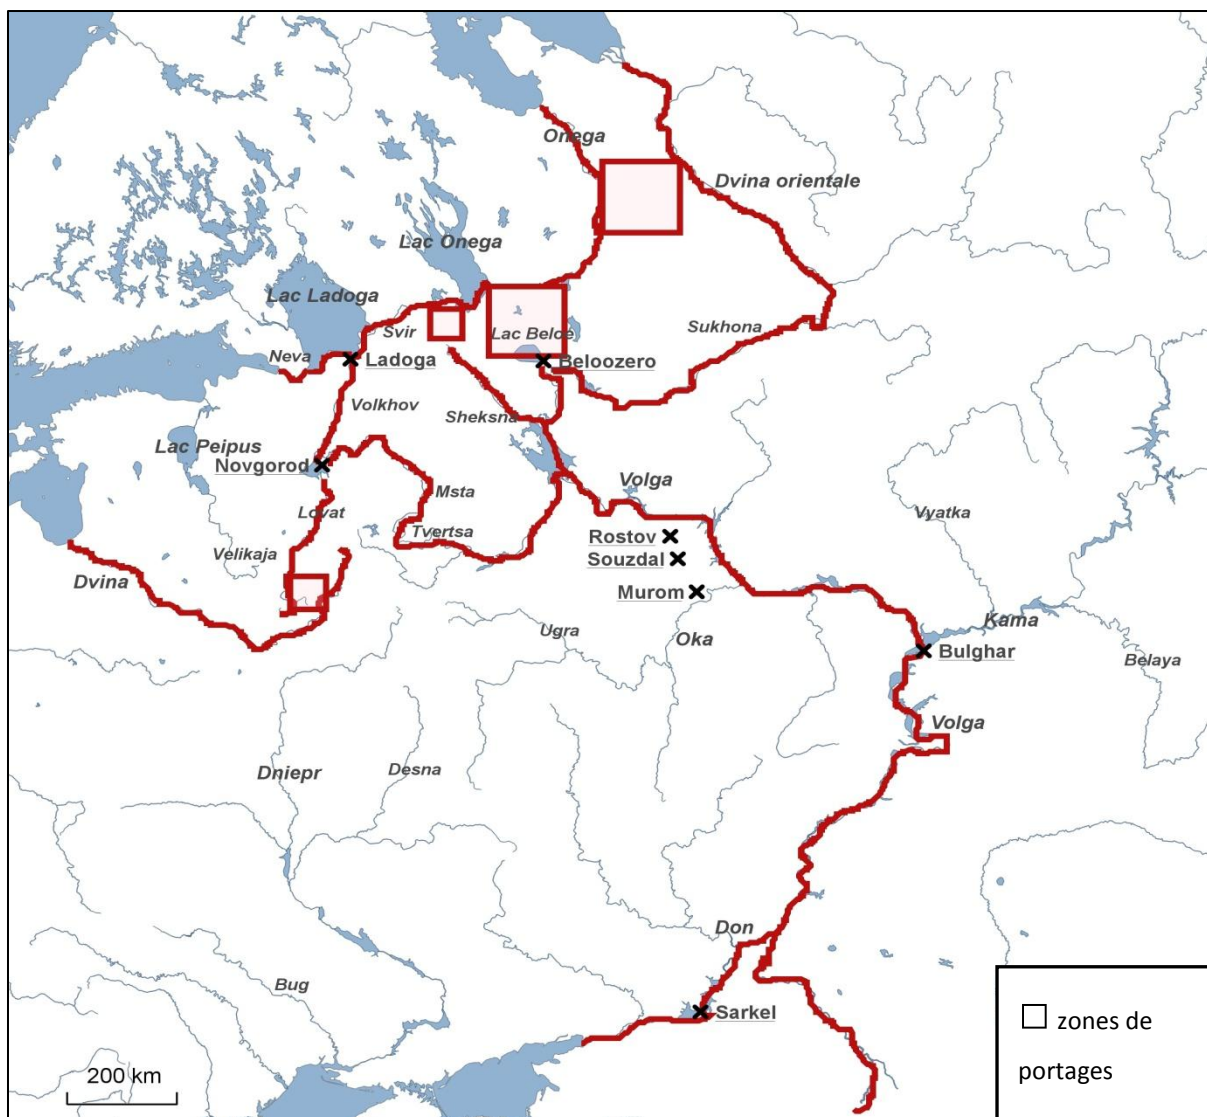 Onega
Dvina orientale
Lac Onega
Lac Ladoga
Svir
Lac Beloe
Sukhona
Neva
Ladoga
Beloozero
Volkhov
Sheksna
Lac Peipus
Novgorod
Msta
Volga
Lovat
Vyatka
Tvertsa
Rostov
Velikaja
Souzdal
Dvina
Murom
Kama
Ugra
Oka
Bulghar
Belaya
Volga
Dniepr
Desna
Don
Bug
Sarkel
200 km
zones de
portages